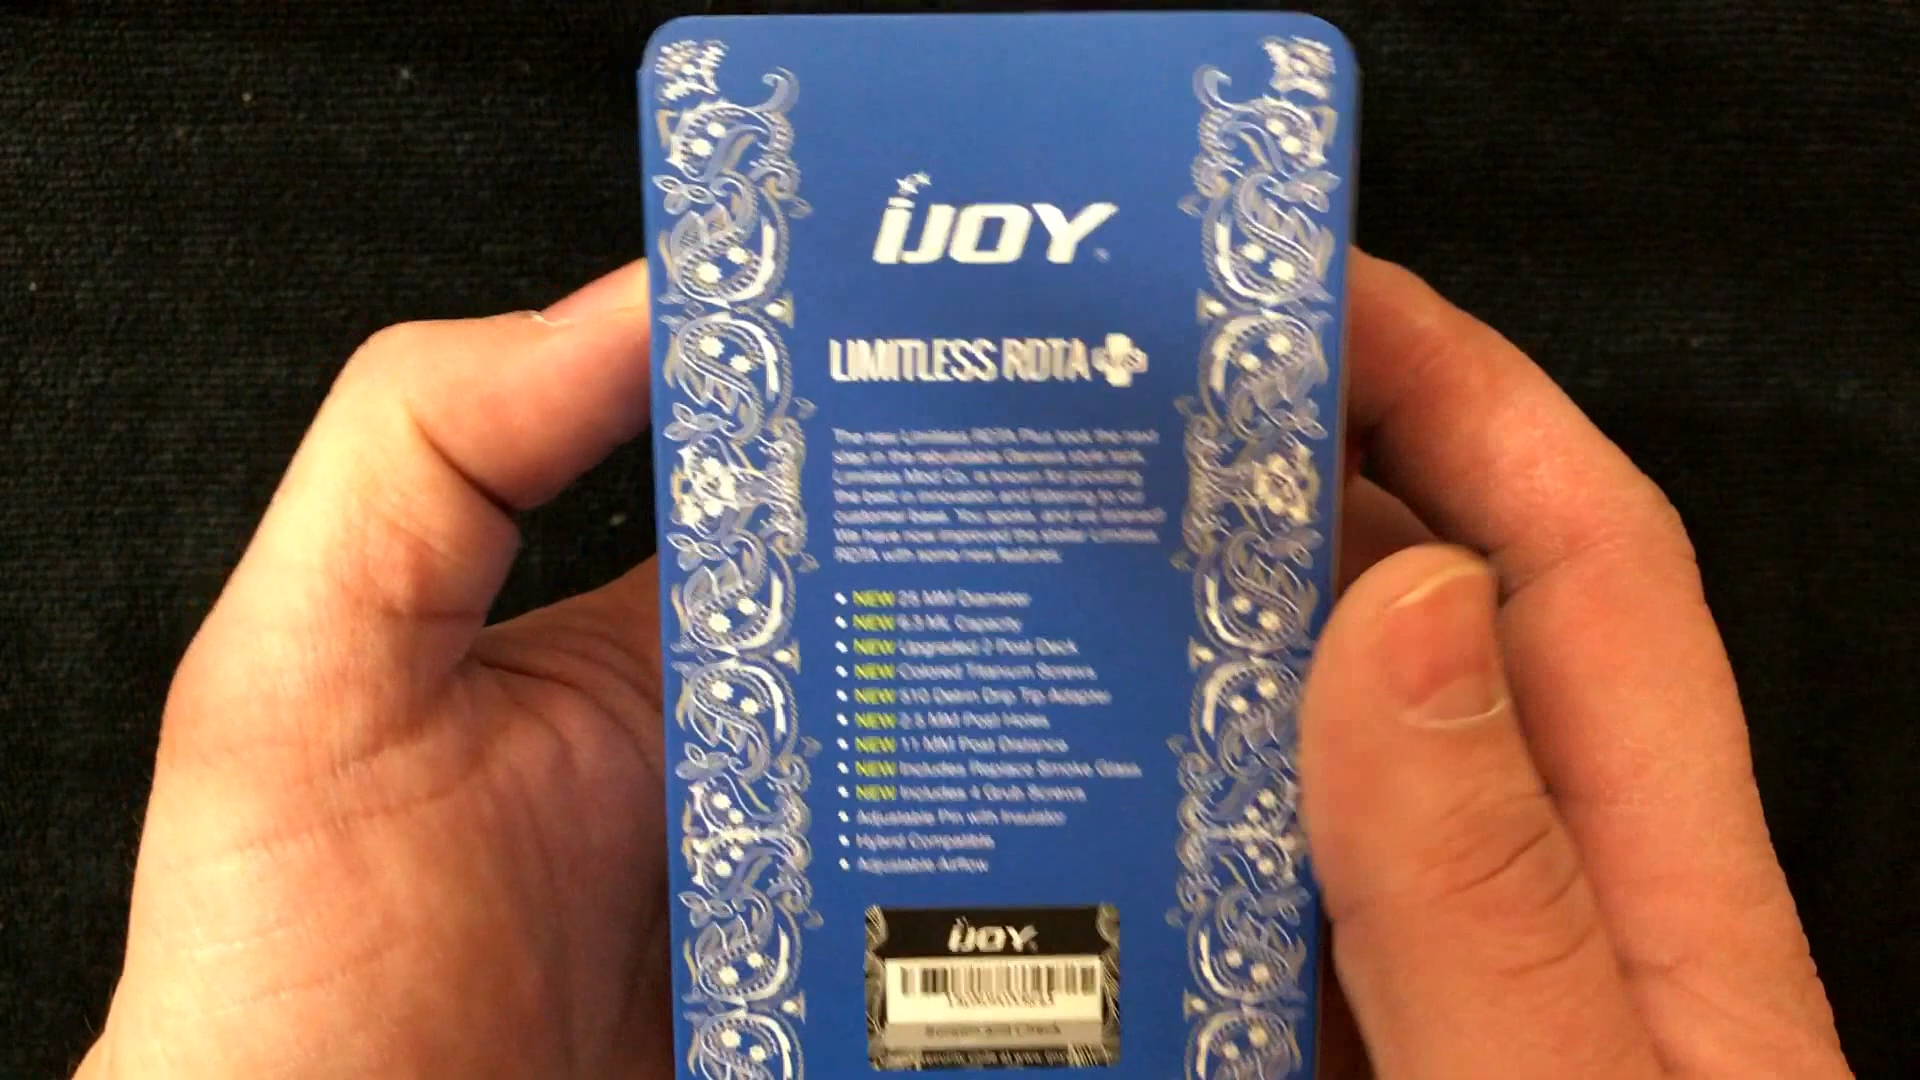 iJOY
LIMITLESS RDTA PLUS
The new Limitless RDTA Plus took the next
step in the rebuildable Genesis style tank.
Limitless Mod Co. is known for providing
the best in innovation and listening to our
customer base. You spoke, and we listened!
We have now improved the stellar Limitless
RDTA with some new features.
NEW 25 MM Diameter
NEW 6.3 ML Capacity
NEW Upgraded 2 Post Deck
NEW Colored Titanium Screws
NEW 510 Delrin Drip Tip Adapter
NEW 2.5 MM Post Holes
NEW 11 MM Post Distance
NEW Includes Replace Smoke Glass
NEW Includes 4 Grub Screws
Adjustable Pin with Insulator
Hybrid Compatible
Adjustable Airflow
iJOY
Scratch and Check